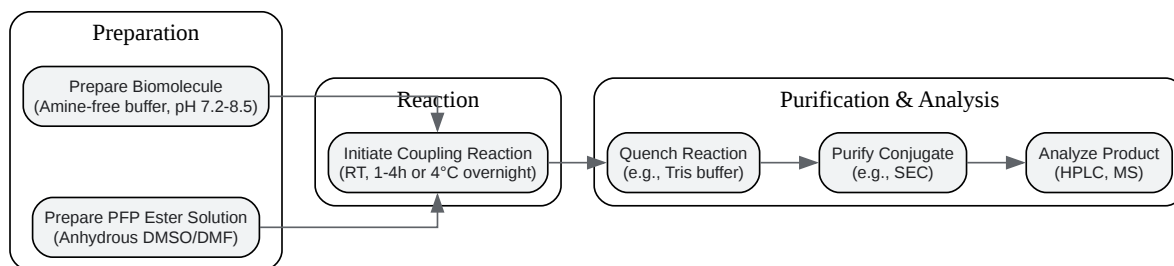 Preparation
Prepare Biomolecule
(Amine-free buffer, pH 7.2-8.5)
Prepare PFP Ester Solution
(Anhydrous DMSO/DMF)
Reaction
Initiate Coupling Reaction
(RT, 1-4h or 4°C overnight)
Purification & Analysis
Quench Reaction
(e.g., Tris buffer)
Purify Conjugate
(e.g., SEC)
Analyze Product
(HPLC, MS)